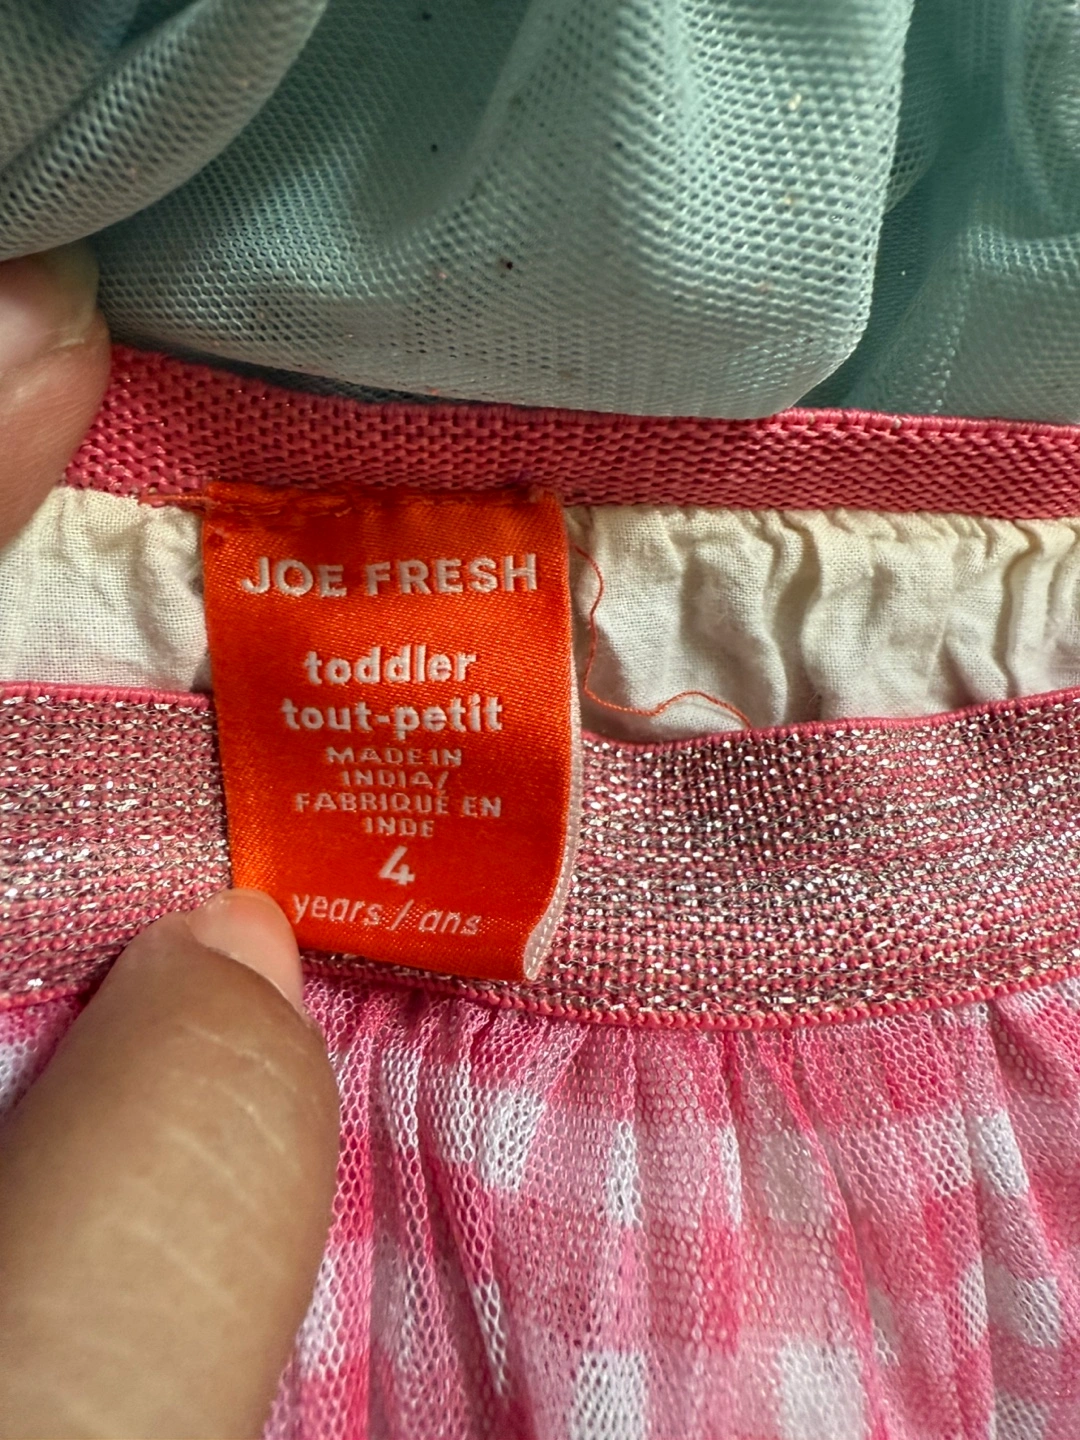 JOE FRESH
toddler
tout-petit
MADE IN
INDIA/
FABRIQUÉ EN
INDE
4
years / ans